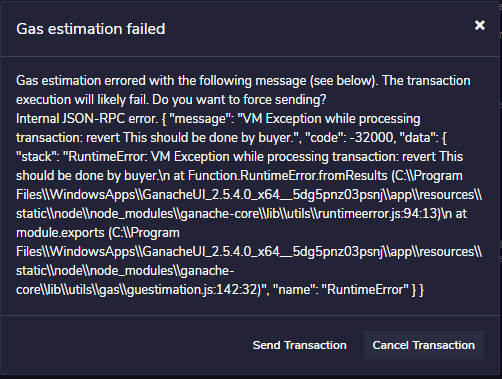 Gas estimation failed
×
Gas estimation errored with the following message (see below). The transaction
execution will likely fail. Do you want to force sending?
Internal JSON-RPC error. { "message": "VM Exception while processing
transaction: revert This should be done by buyer.", "code": -32000, "data": {
"stack": "RuntimeError: VM Exception while processing transaction: revert This
should be done by buyer.\n at Function.RuntimeError.fromResults (C:\\Program
Files\\WindowsApps\\GanacheUI_2.5.4.0_x64__5dg5pnz03psnj\\app\\resources\\
static\\node\\node_modules\\ganache-core\\lib\\utils\\runtimeerror.js:94:13)\n at
module.exports (C:\\Program
Files\\WindowsApps\\GanacheUI_2.5.4.0_x64__5dg5pnz03psnj\\app\\resources\\
static\\node\\node_modules\\ganache-
core\\lib\\utils\\gas\\guestimation.js:142:32)", "name": "RuntimeError" } }
Send Transaction
Cancel Transaction